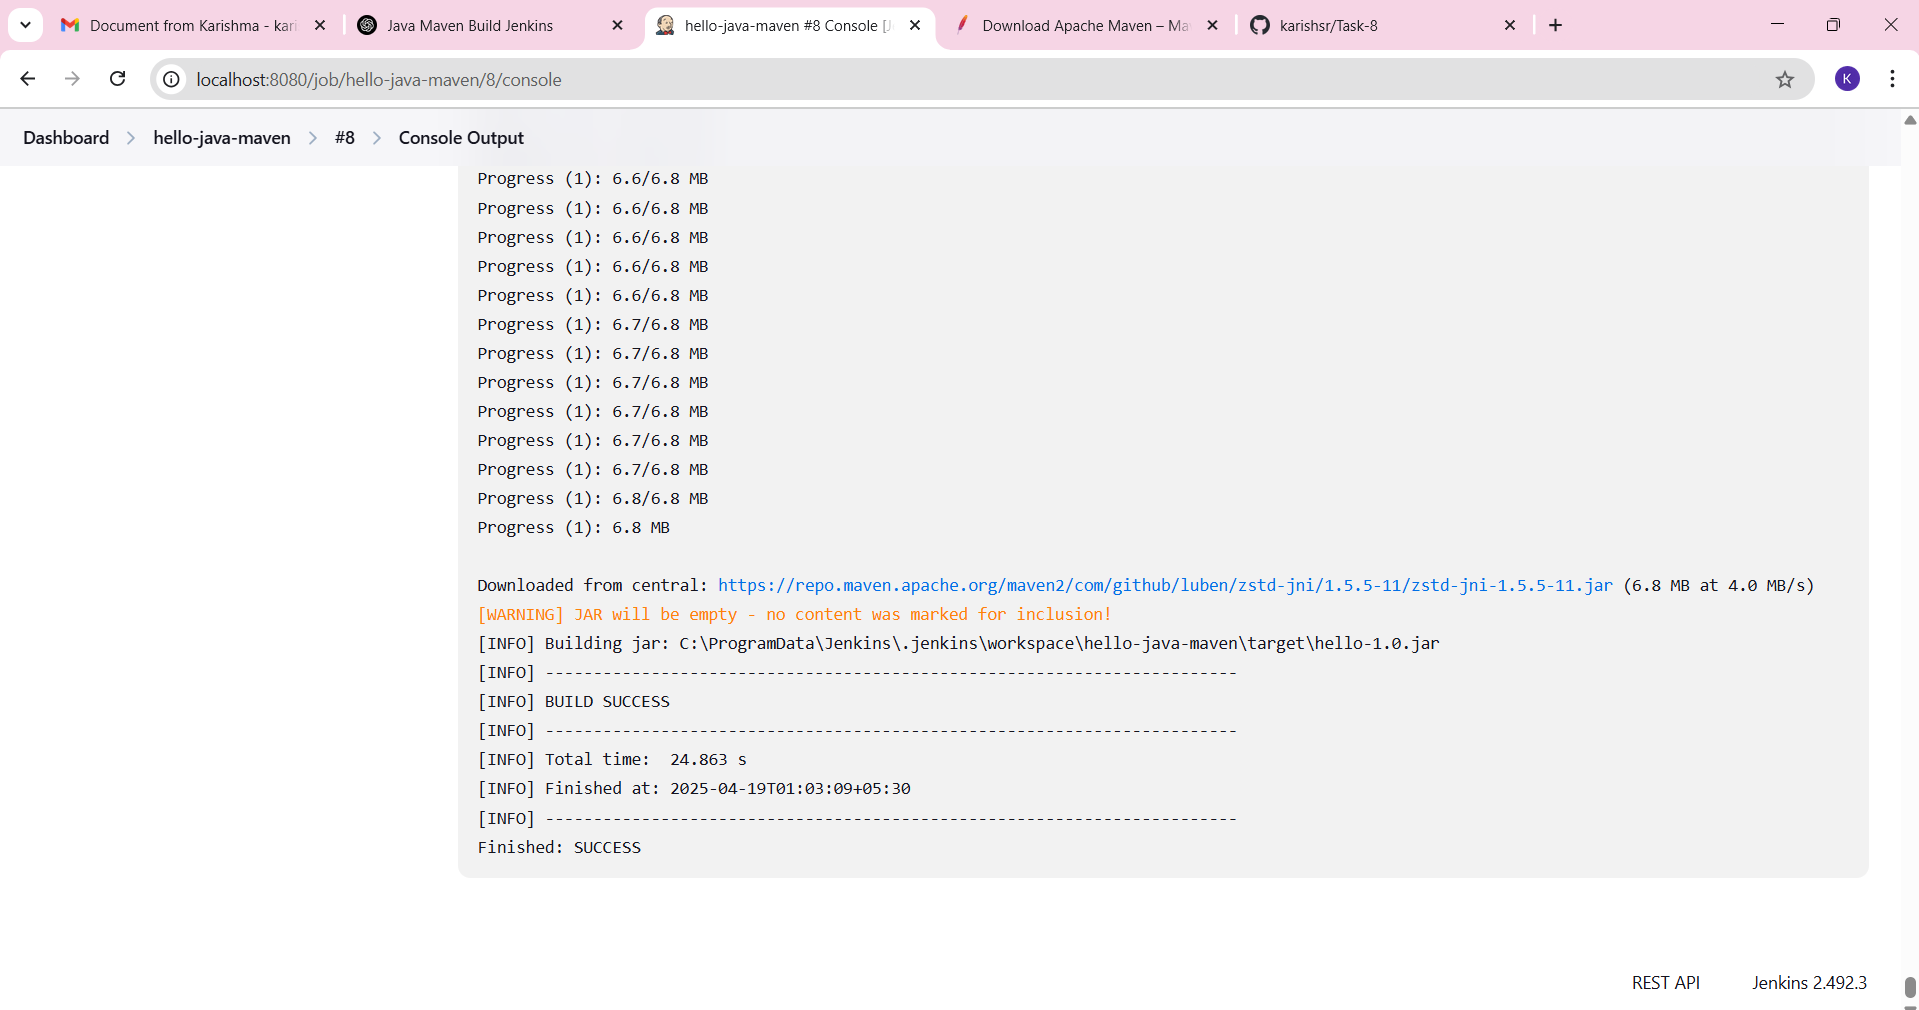 Document from Karishma - kari
Java Maven Build Jenkins
hello-java-maven #8 Console [J
Download Apache Maven – Ma
karishsr/Task-8
localhost:8080/job/hello-java-maven/8/console
K
Dashboard
hello-java-maven
#8
Console Output
Progress (1): 6.6/6.8 MB
Progress (1): 6.6/6.8 MB
Progress (1): 6.6/6.8 MB
Progress (1): 6.6/6.8 MB
Progress (1): 6.6/6.8 MB
Progress (1): 6.7/6.8 MB
Progress (1): 6.7/6.8 MB
Progress (1): 6.7/6.8 MB
Progress (1): 6.7/6.8 MB
Progress (1): 6.7/6.8 MB
Progress (1): 6.7/6.8 MB
Progress (1): 6.8/6.8 MB
Progress (1): 6.8 MB
Downloaded from central: https://repo.maven.apache.org/maven2/com/github/luben/zstd-jni/1.5.5-11/zstd-jni-1.5.5-11.jar (6.8 MB at 4.0 MB/s)
[WARNING] JAR will be empty - no content was marked for inclusion!
[INFO] Building jar: C:\ProgramData\Jenkins\.jenkins\workspace\hello-java-maven\target\hello-1.0.jar
[INFO] ------------------------------------------------------------------------
[INFO] BUILD SUCCESS
[INFO] ------------------------------------------------------------------------
[INFO] Total time:  24.863 s
[INFO] Finished at: 2025-04-19T01:03:09+05:30
[INFO] ------------------------------------------------------------------------
Finished: SUCCESS
REST API
Jenkins 2.492.3